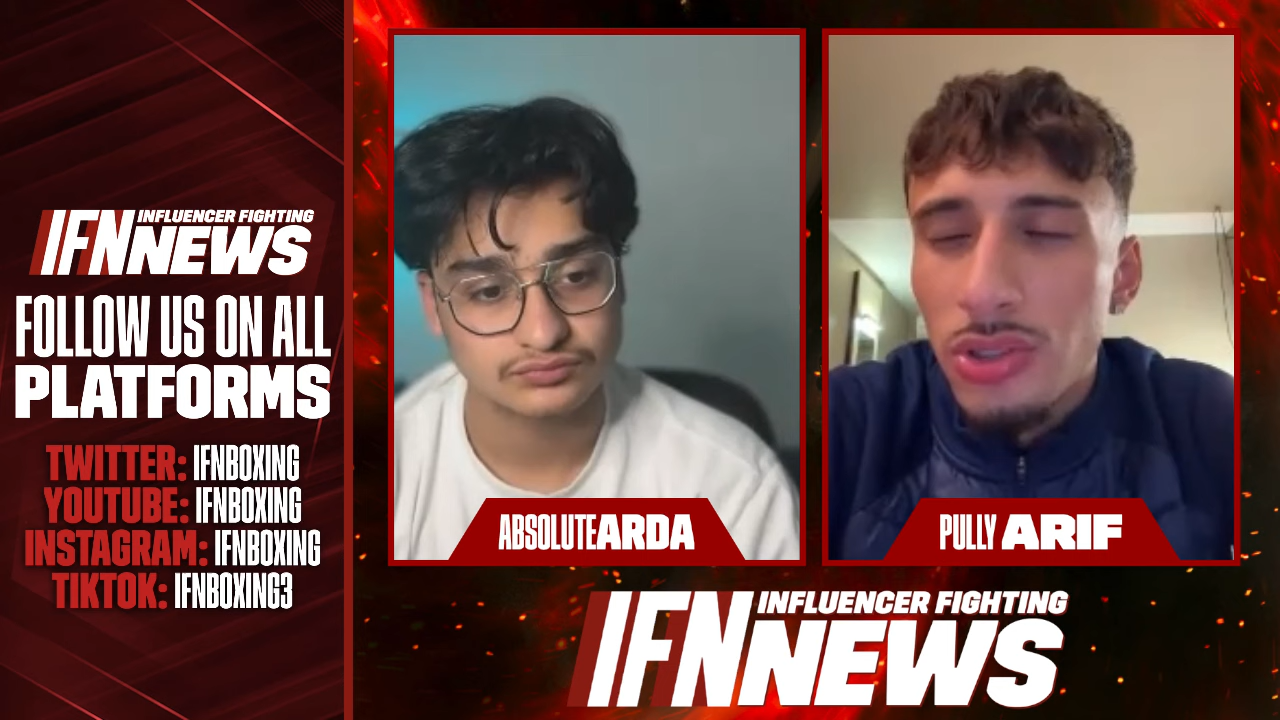 IFN INFLUENCER FIGHTING
NEWS
FOLLOW US ON ALL
PLATFORMS
TWITTER: IFNBOXING
YOUTUBE: IFNBOXING
INSTAGRAM: IFNBOXING
TIKTOK: IFNBOXING3
ABSOLUTEARDA
PULLY ARIF
IFN INFLUENCER FIGHTING
NEWS